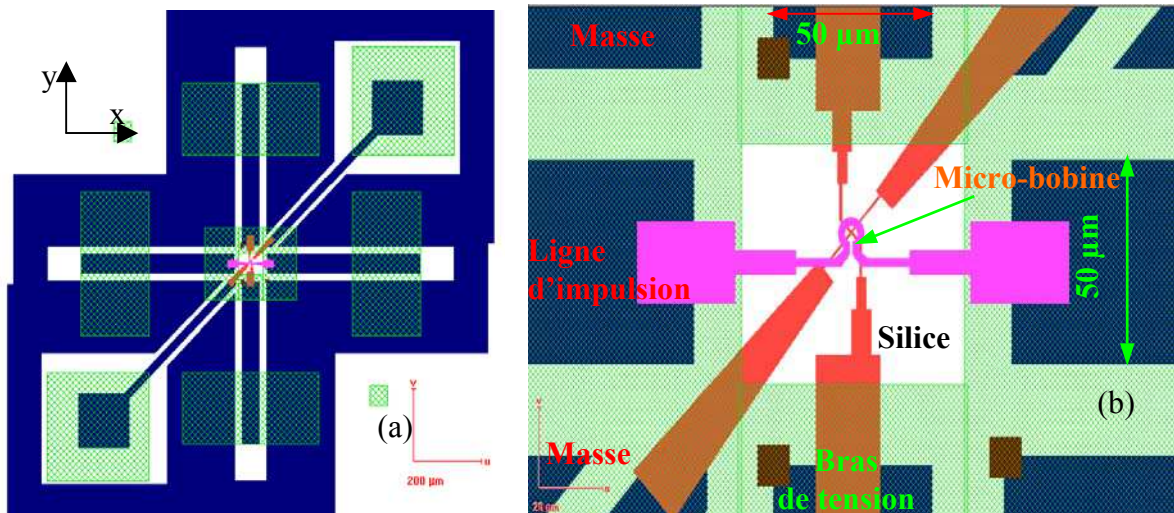 y
x
(a)
200 µm
Masse
50 µm
Micro-bobine
Ligne
d'impulsion
50 µm
Silice
(b)
Masse
Bras
de tension